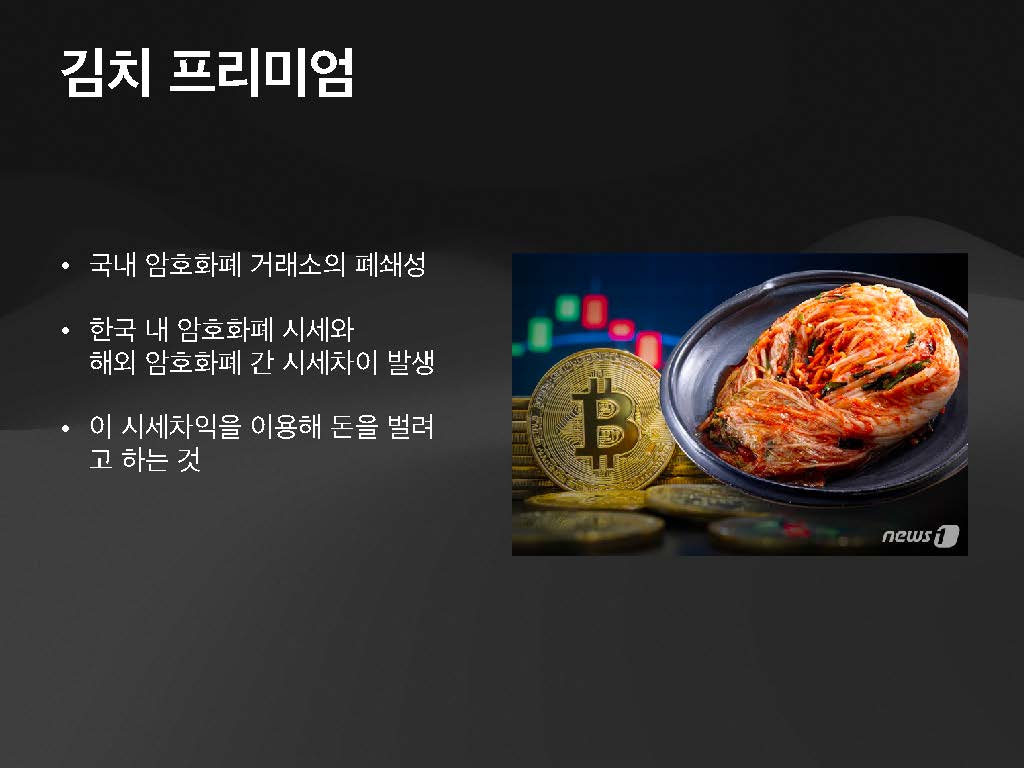 김치 프리미엄
• 국내 암호화폐 거래소의 폐쇄성
• 한국 내 암호화폐 시세와
해외 암호화폐 간 시세차이 발생
• 이 시세차익을 이용해 돈을 벌려
고 하는 것
news1